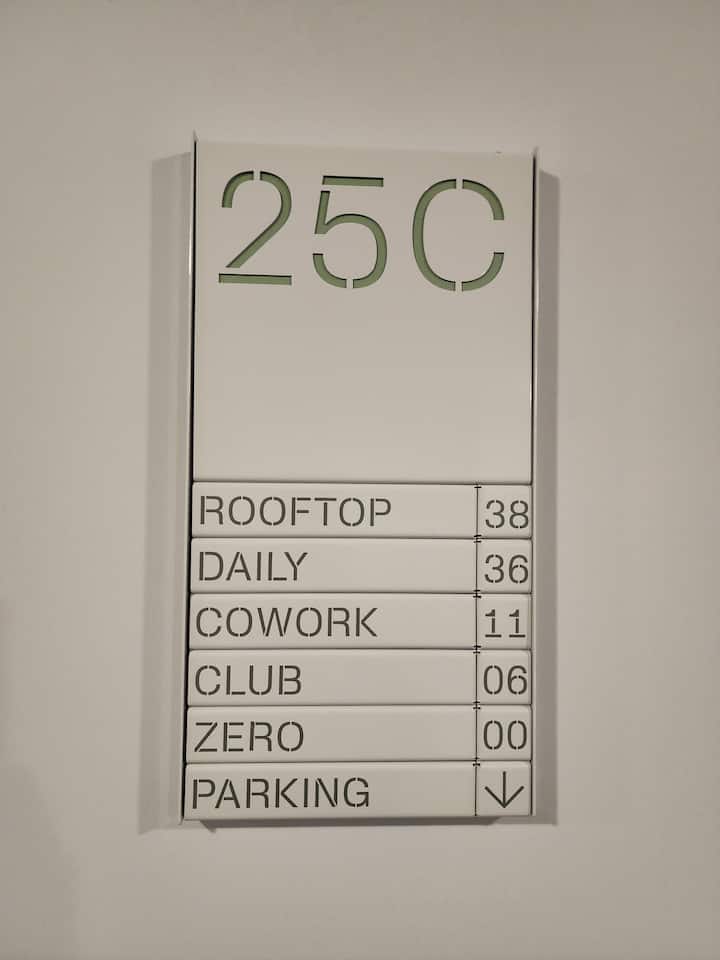 25C
ROOFTOP 38
DAILY 36
COWORK 11
CLUB 06
ZERO 00
PARKING ↓